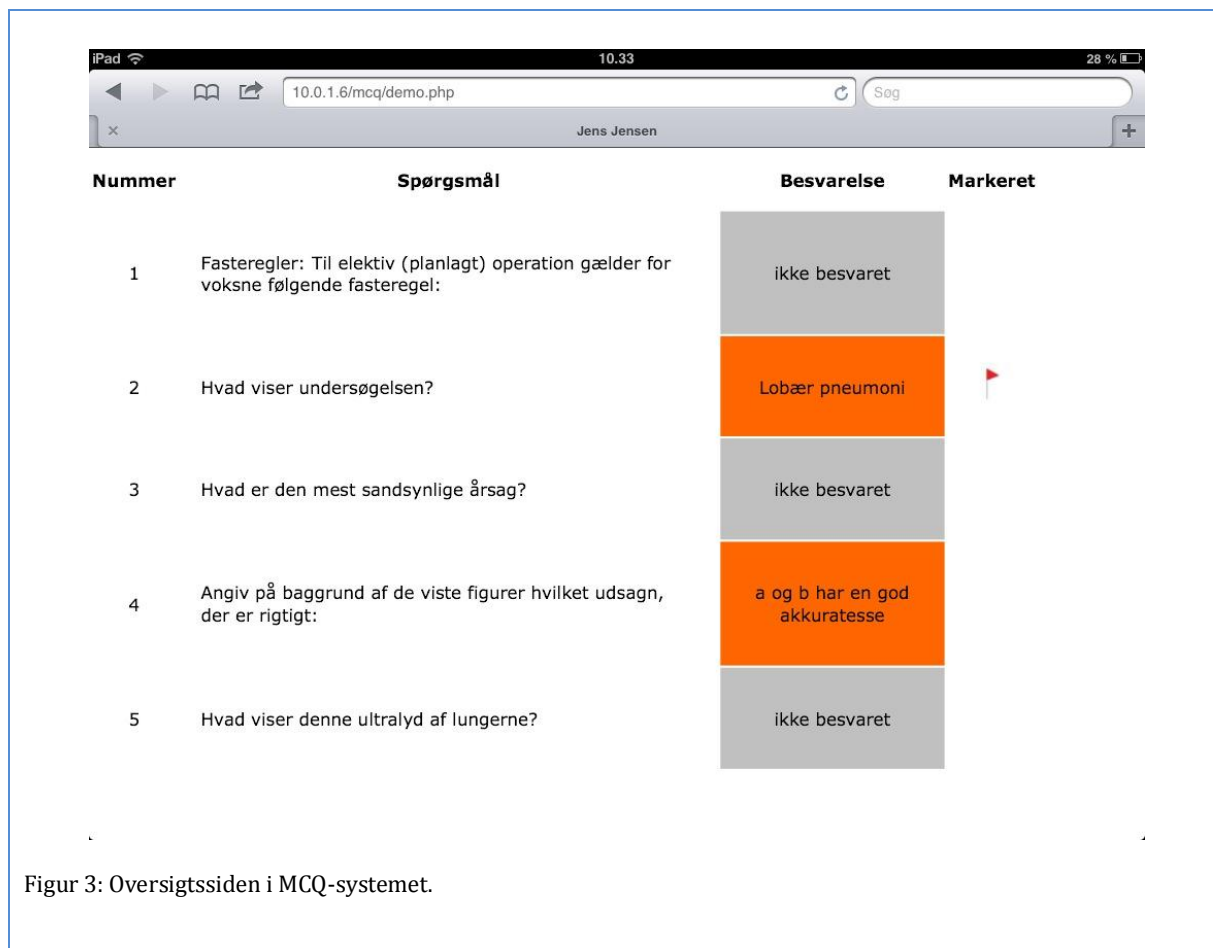 iPad 10.33 28 %
10.0.1.6/mcq/demo.php Søg
Jens Jensen
Nummer Spørgsmål Besvarelse Markeret
1 Fasteregler: Til elektiv (planlagt) operation gælder for
voksne følgende fasteregel:
ikke besvaret
2 Hvad viser undersøgelsen? Lobær pneumoni
3 Hvad er den mest sandsynlige årsag? ikke besvaret
4 Angiv på baggrund af de viste figurer hvilket udsagn,
der er rigtigt:
a og b har en god
akkuratesse
5 Hvad viser denne ultralyd af lungerne? ikke besvaret
Figur 3: Oversigtssiden i MCQ-systemet.